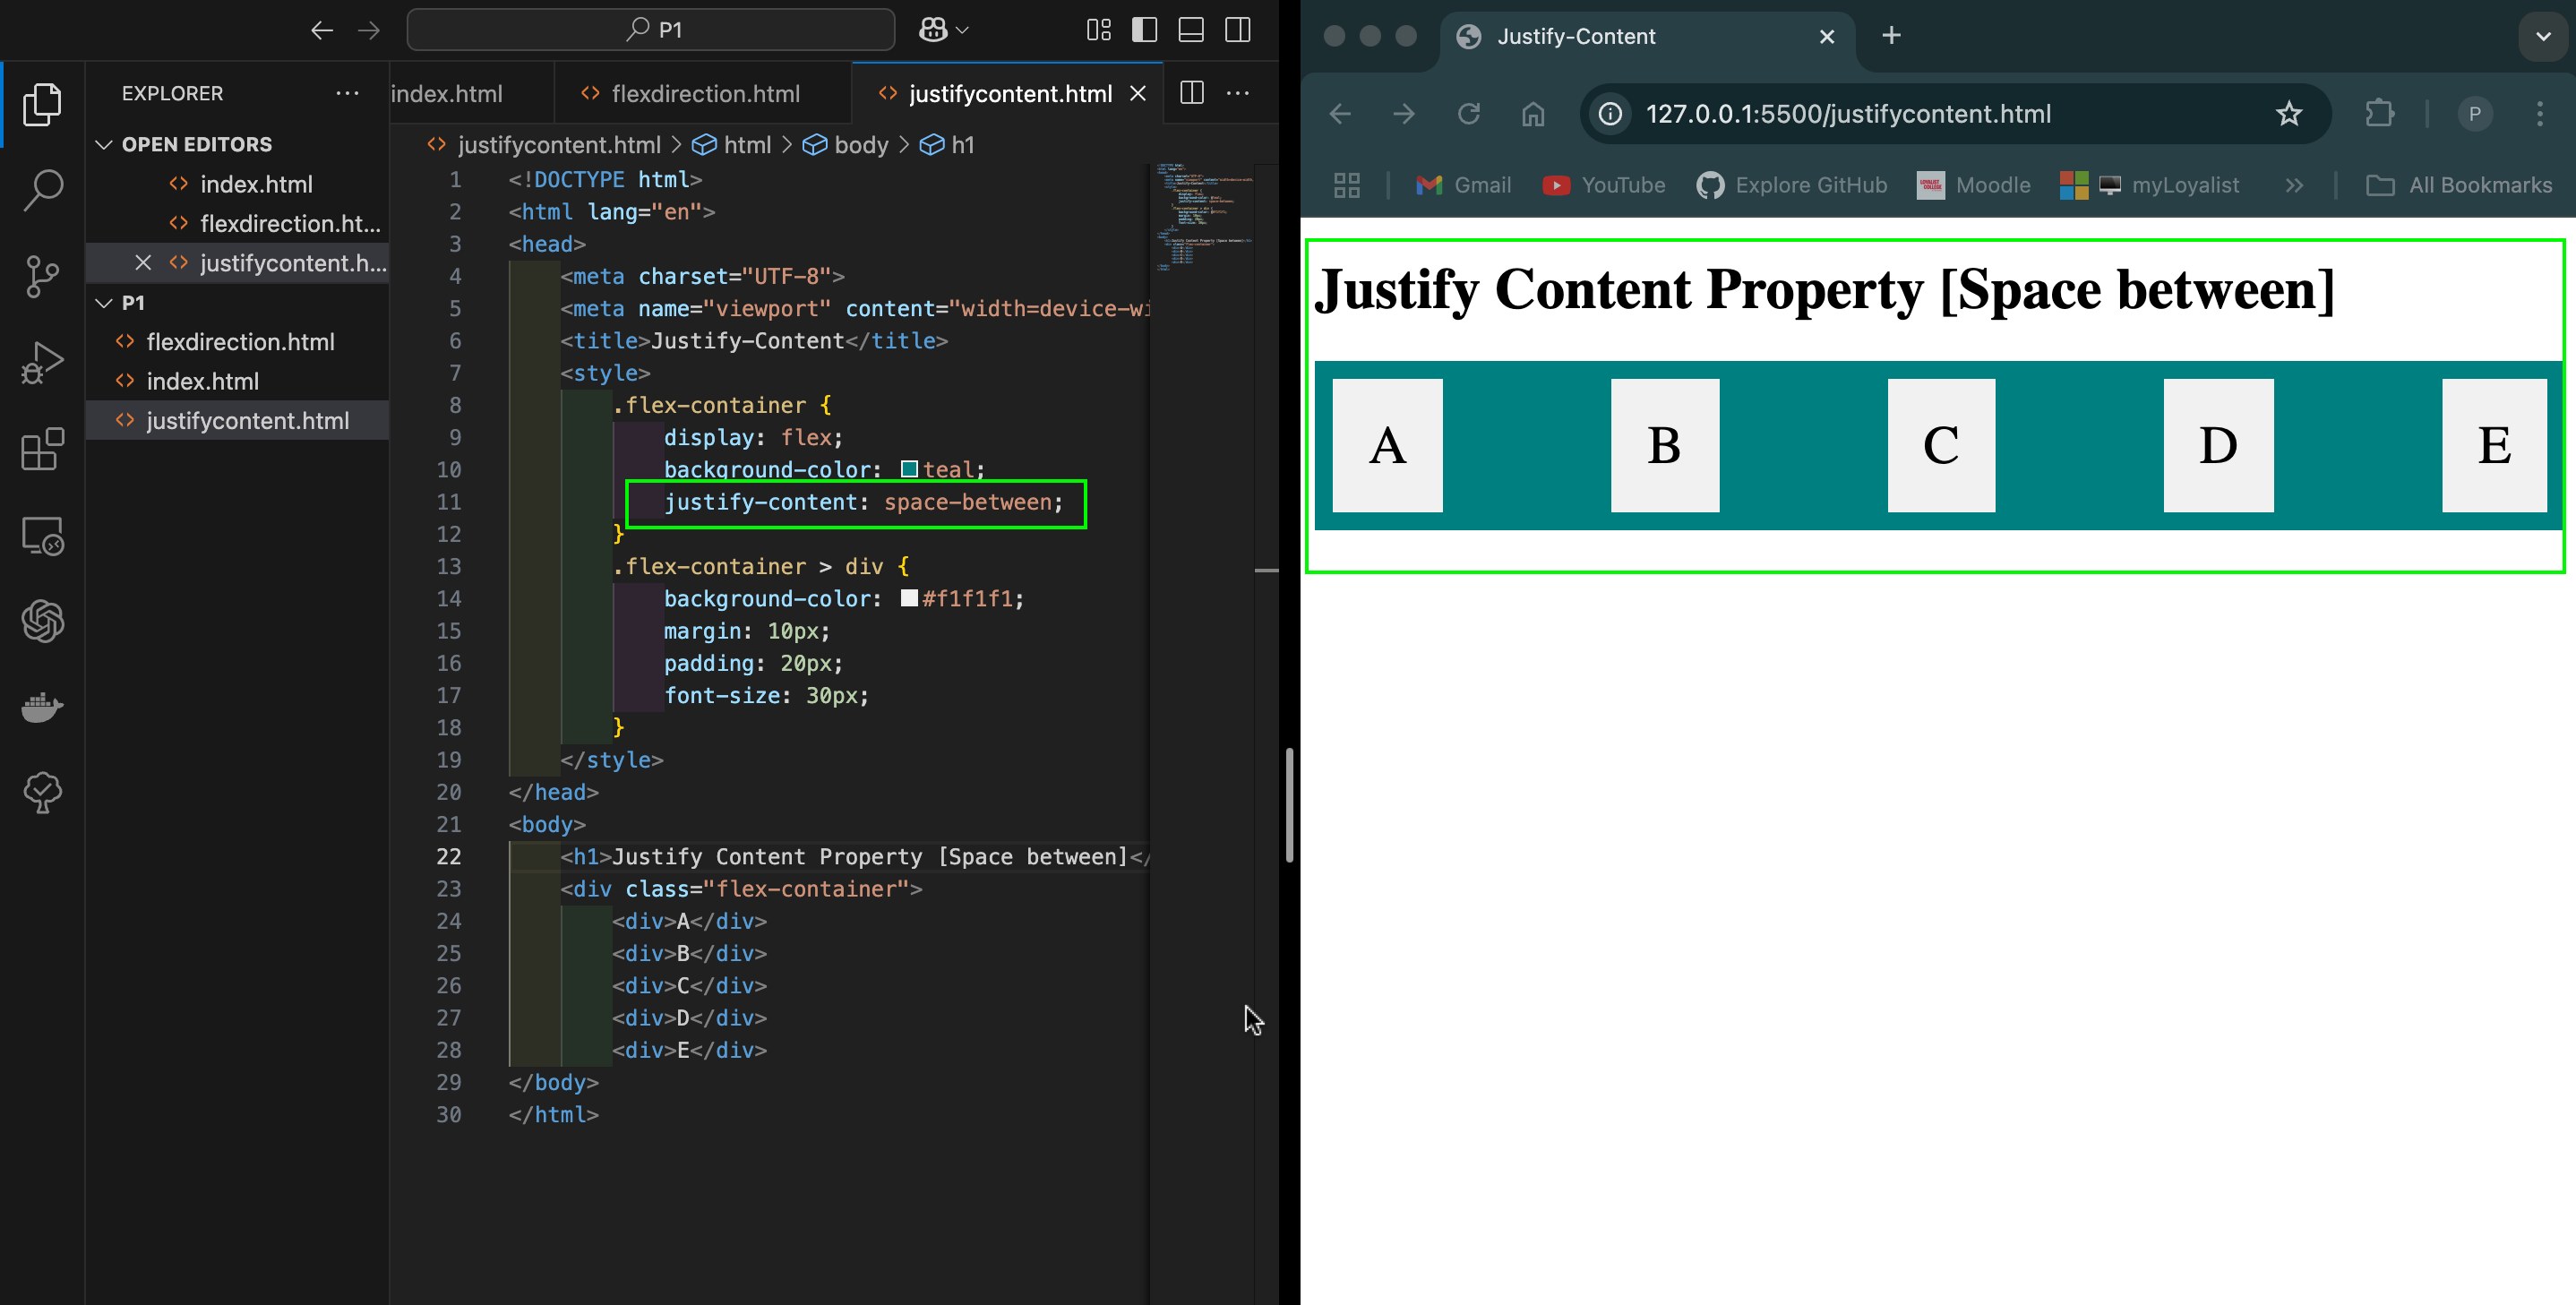 P1
EXPLORER
OPEN EDITORS
index.html
flexdirection.ht...
justifycontent.h...
P1
flexdirection.html
index.html
justifycontent.html
index.html
flexdirection.html
justifycontent.html
justifycontent.html > html > body > h1
1 <!DOCTYPE html>
2 <html lang="en">
3 <head>
4 <meta charset="UTF-8">
5 <meta name="viewport" content="width=device-wi
6 <title>Justify-Content</title>
7 <style>
8 .flex-container {
9 display: flex;
10 background-color: teal;
11 justify-content: space-between;
12 }
13 .flex-container > div {
14 background-color: #f1f1f1;
15 margin: 10px;
16 padding: 20px;
17 font-size: 30px;
18 }
19 </style>
20 </head>
21 <body>
22 <h1>Justify Content Property [Space between]</
23 <div class="flex-container">
24 <div>A</div>
25 <div>B</div>
26 <div>C</div>
27 <div>D</div>
28 <div>E</div>
29 </body>
30 </html>
Justify-Content
127.0.0.1:5500/justifycontent.html
P
Gmail YouTube Explore GitHub Moodle myLoyalist All Bookmarks
Justify Content Property [Space between]
A B C D E